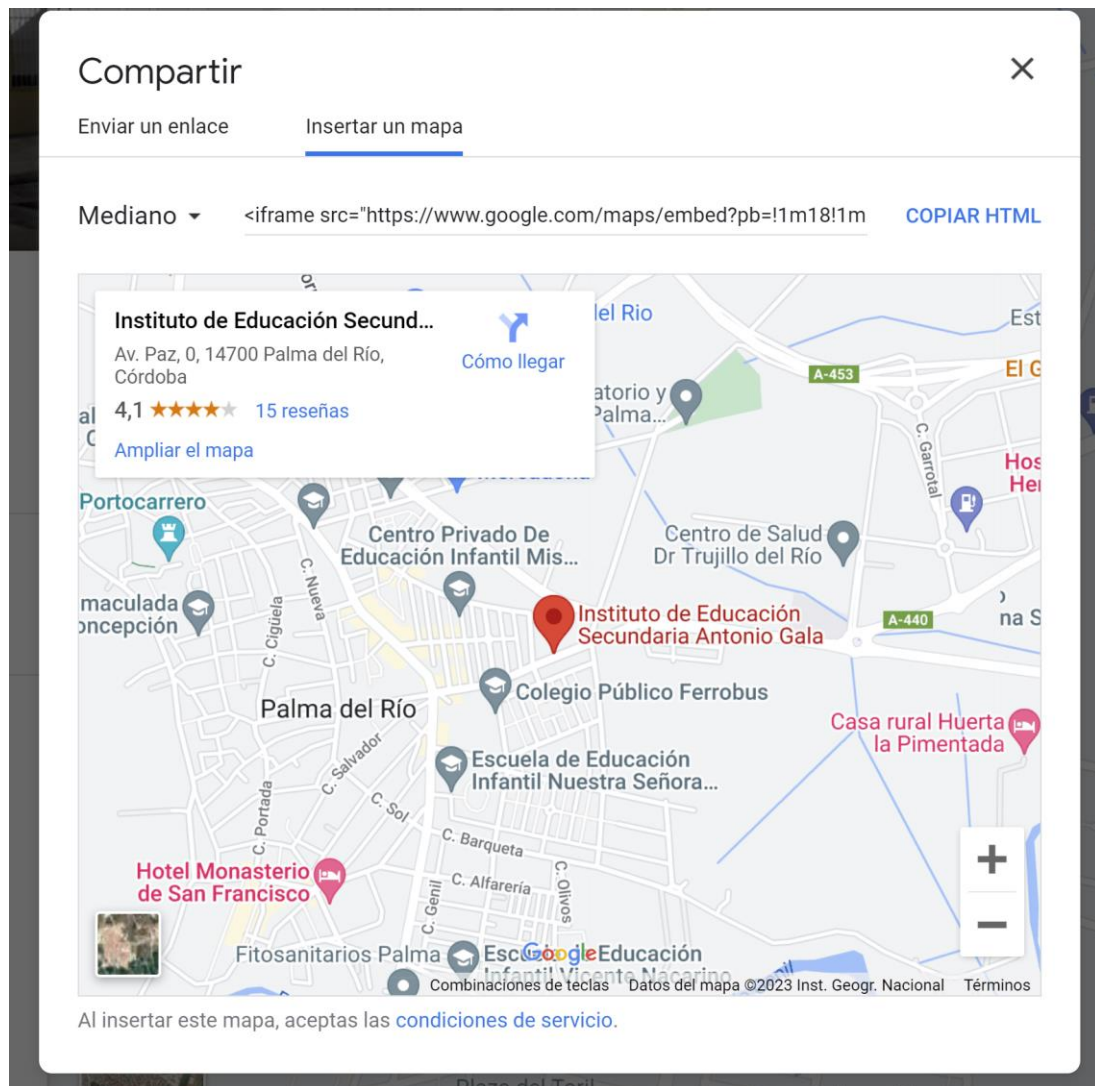 Compartir
Enviar un enlace
Insertar un mapa
Mediano
<iframe src="https://www.google.com/maps/embed?pb=!1m18!1m
COPIAR HTML
Instituto de Educación Secund...
Av. Paz, 0, 14700 Palma del Río,
Córdoba
4,1
15 reseñas
Cómo llegar
Ampliar el mapa
del Rio
Est
A-453
El G
atorio y
Palma...
C. Garrotal
Hos
Her
Portocarrero
Centro Privado De
Educación Infantil Mis...
Centro de Salud
Dr Trujillo del Río
C. Nueva
C. Cigüela
maculada
oncepción
Instituto de Educación
Secundaria Antonio Gala
A-440
na S
Colegio Público Ferrobus
Palma del Río
Casa rural Huerta
la Pimentada
C. Salvador
Escuela de Educación
Infantil Nuestra Señora...
C. Portada
C. Sol
C. Barqueta
Hotel Monasterio
de San Francisco
C. Genil
C. Alfarería
C. Olivos
Fitosanitarios Palma
Google
Educación
Infantil Vicente Nacarino
Combinaciones de teclas
Datos del mapa ©2023 Inst. Geogr. Nacional
Términos
Al insertar este mapa, aceptas las condiciones de servicio.